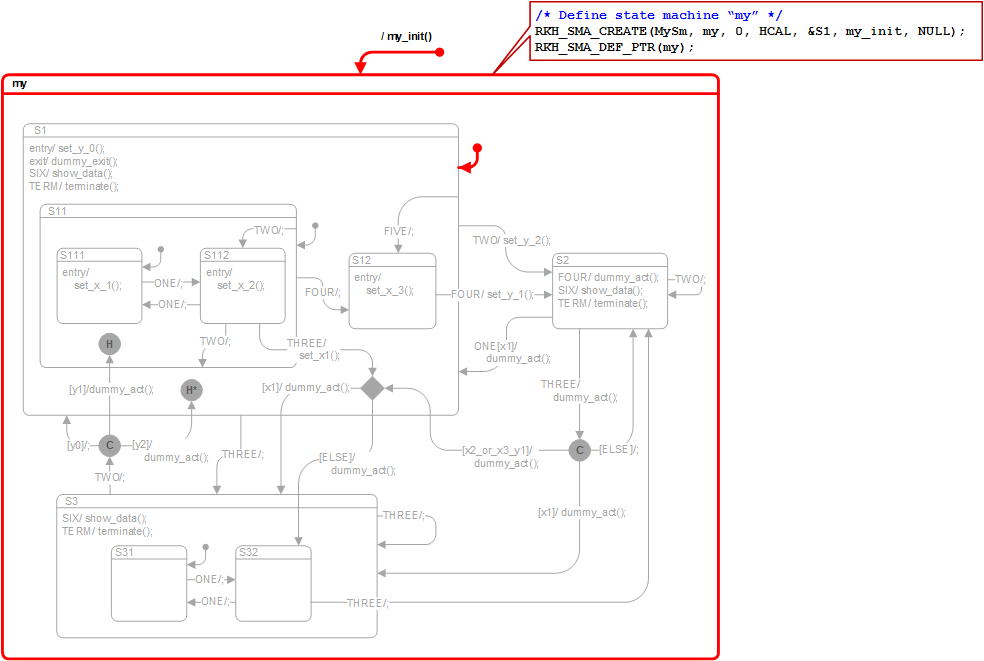 /* Define state machine “my” */
RKH_SMA_CREATE(MySm, my, 0, HCAL, &S1, my_init, NULL);
RKH_SMA_DEF_PTR(my);
/ my_init()
my
S1
entry/ set_y_0();
exit/ dummy_exit();
SIX/ show_data();
TERM/ terminate();
S11
TWO/;
FIVE/;
TWO/ set_y_2();
S111
entry/
set_x_1();
ONE/;
ONE/;
S112
entry/
set_x_2();
FOUR/;
S12
entry/
set_x_3();
FOUR/ set_y_1();
S2
FOUR/ dummy_act();
SIX/ show_data();
TERM/ terminate();
TWO/;
TWO/;
THREE/
set_x1();
H
ONE[x1]/
dummy_act();
[y1]/dummy_act();
H*
[x1]/ dummy_act();
THREE/
dummy_act();
[y0]/;
C
[y2]/
dummy_act();
THREE/;
[ELSE]/
dummy_act();
[x2_or_x3_y1]/
dummy_act();
C
[ELSE]/;
TWO/;
S3
SIX/ show_data();
TERM/ terminate();
THREE/;
[x1]/ dummy_act();
S31
ONE/;
ONE/;
S32
THREE/;